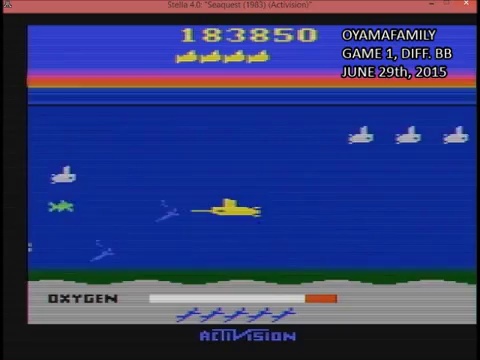 Stella 4.0: "Seaquest (1983) (Activision)"
183850
OYAMAFAMILY
GAME 1, DIFF. BB
JUNE 29th, 2015
OXYGEN
ACTIVISION